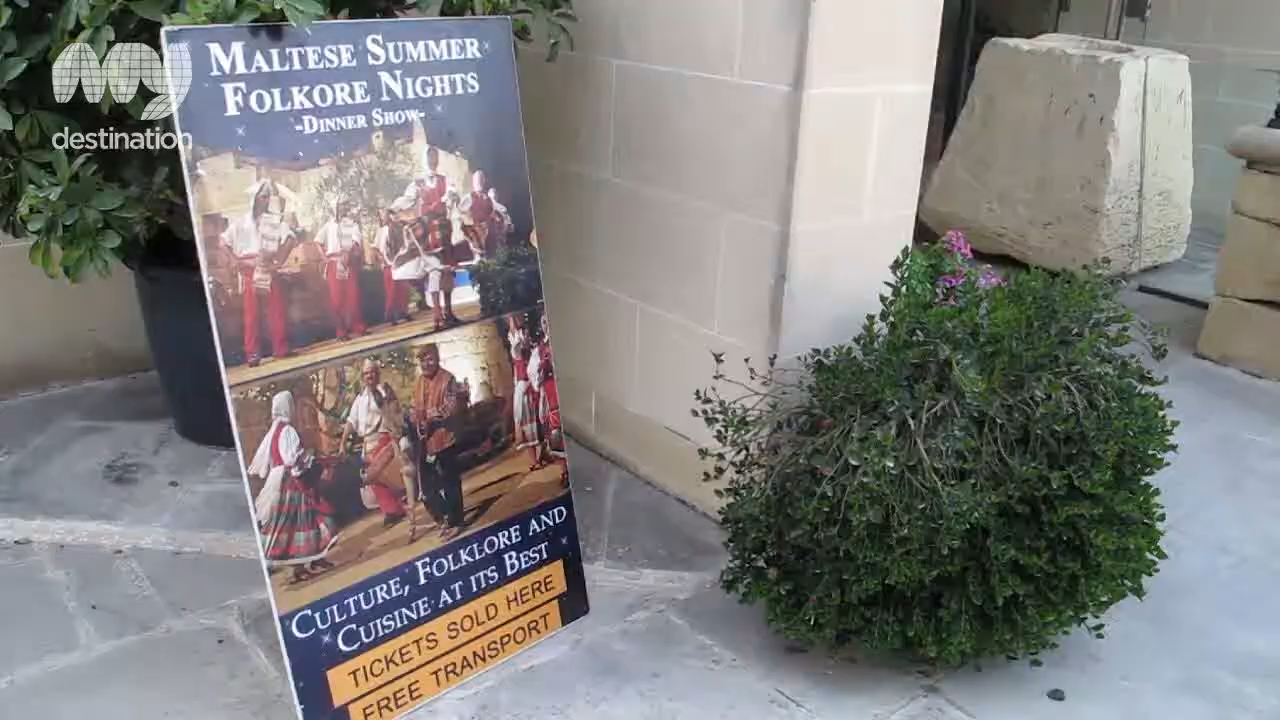 my
destination
MALTESE SUMMER
FOLKORE NIGHTS
-DINNER SHOW-
CULTURE, FOLKLORE AND
CUISINE AT ITS BEST
TICKETS SOLD HERE
FREE TRANSPORT